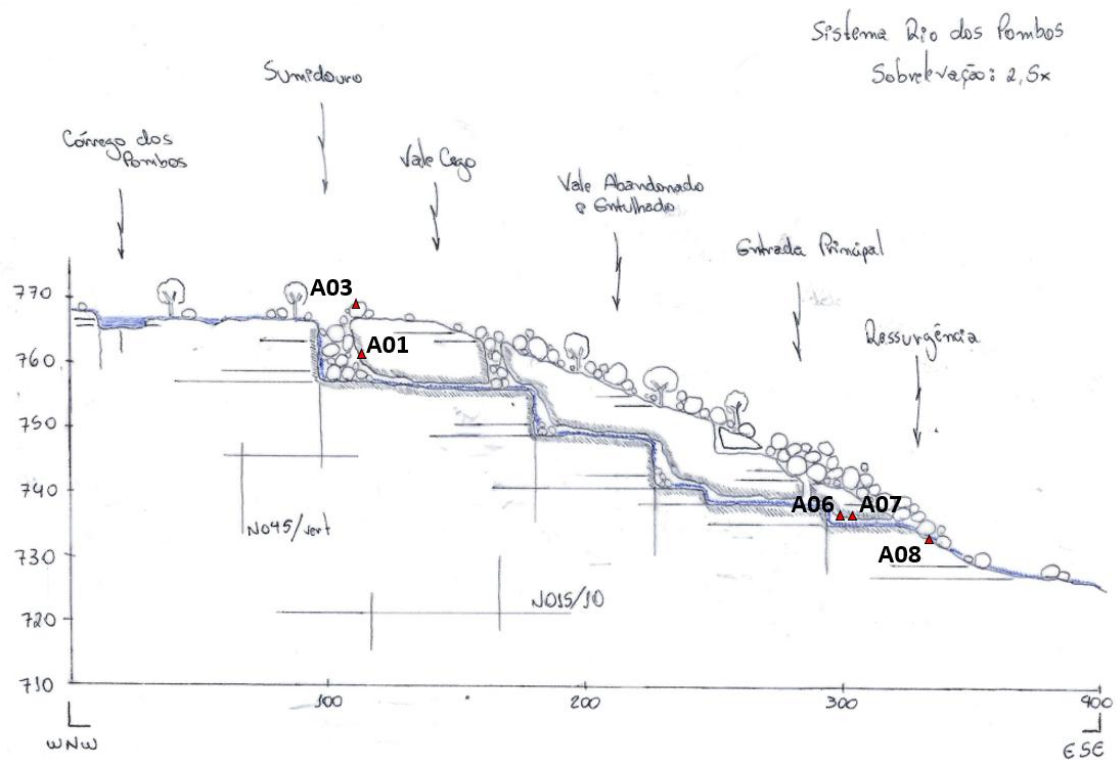 Sistema Rio dos Pombos
Sobrelevação: 2,5x
Sumidouro
Córrego dos
Pombos
Vale Cego
Vale Abandonado
e Entulhado
Entrada Principal
Ressurgência
770
760
750
740
730
720
710
A03
A01
A06
A07
A08
N045/vert
N015/10
100
200
300
400
WNW
ESE